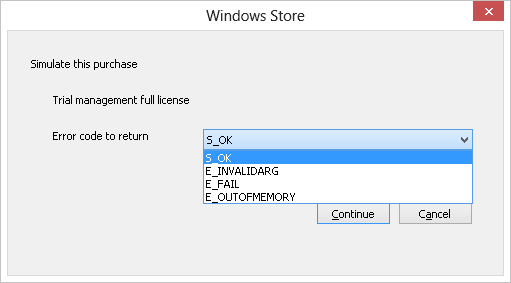 Windows Store
Simulate this purchase
Trial management full license
Error code to return
S_OK
S_OK
E_INVALIDARG
E_FAIL
E_OUTOFMEMORY
Continue
Cancel